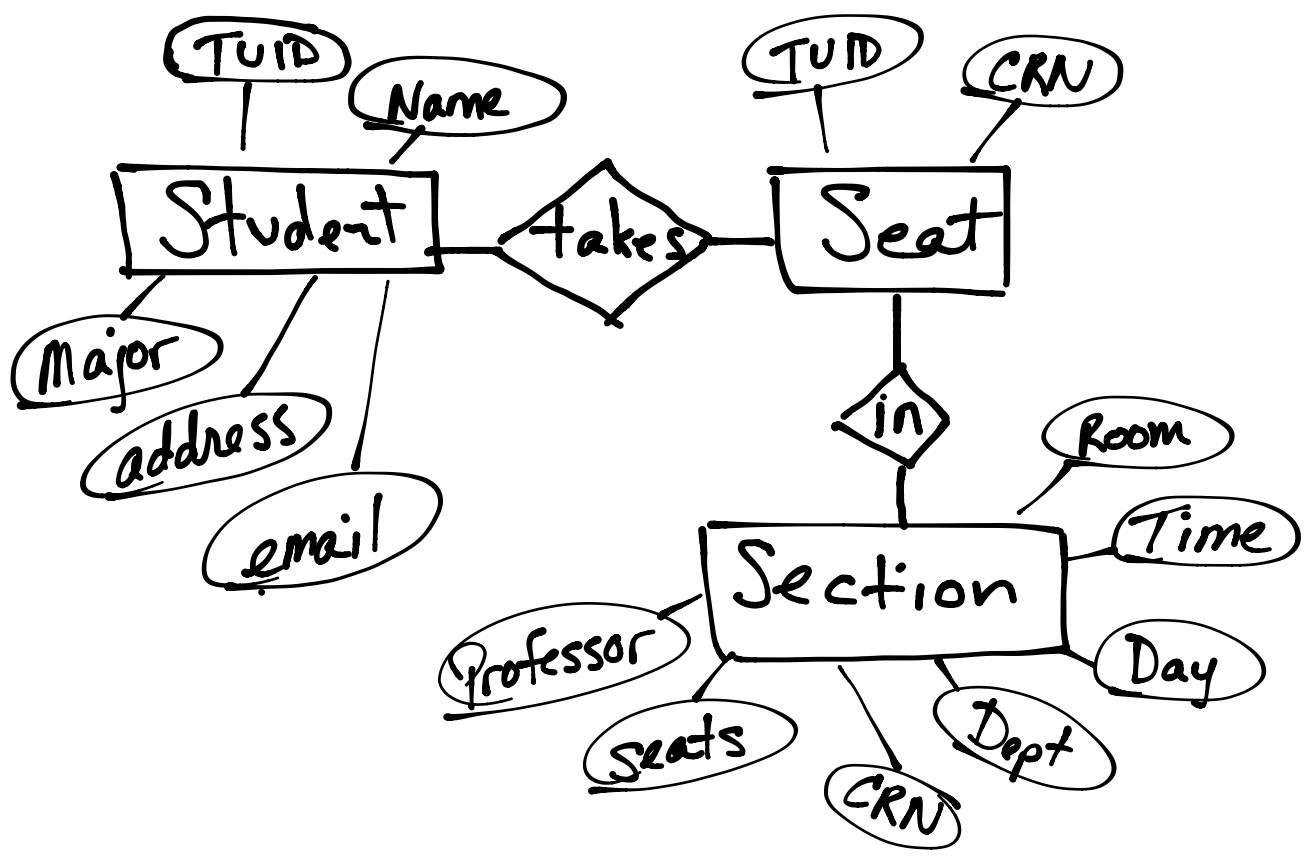 TUID
Name
Student
takes
TUID
CRN
Seat
Major
address
email
in
Room
Time
Section
Day
Professor
seats
CRN
Dept